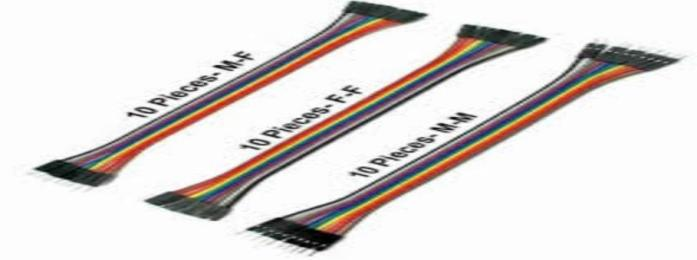 10 Pieces- M-F
10 Pieces- F-F
10 Pieces- M-M